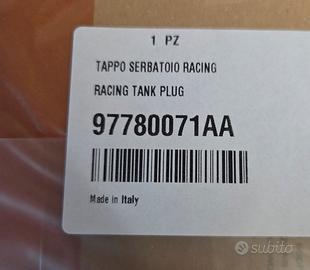 1 PZ
TAPPO SERBATOIO RACING
RACING TANK PLUG
97780071AA
Made in Italy
subito